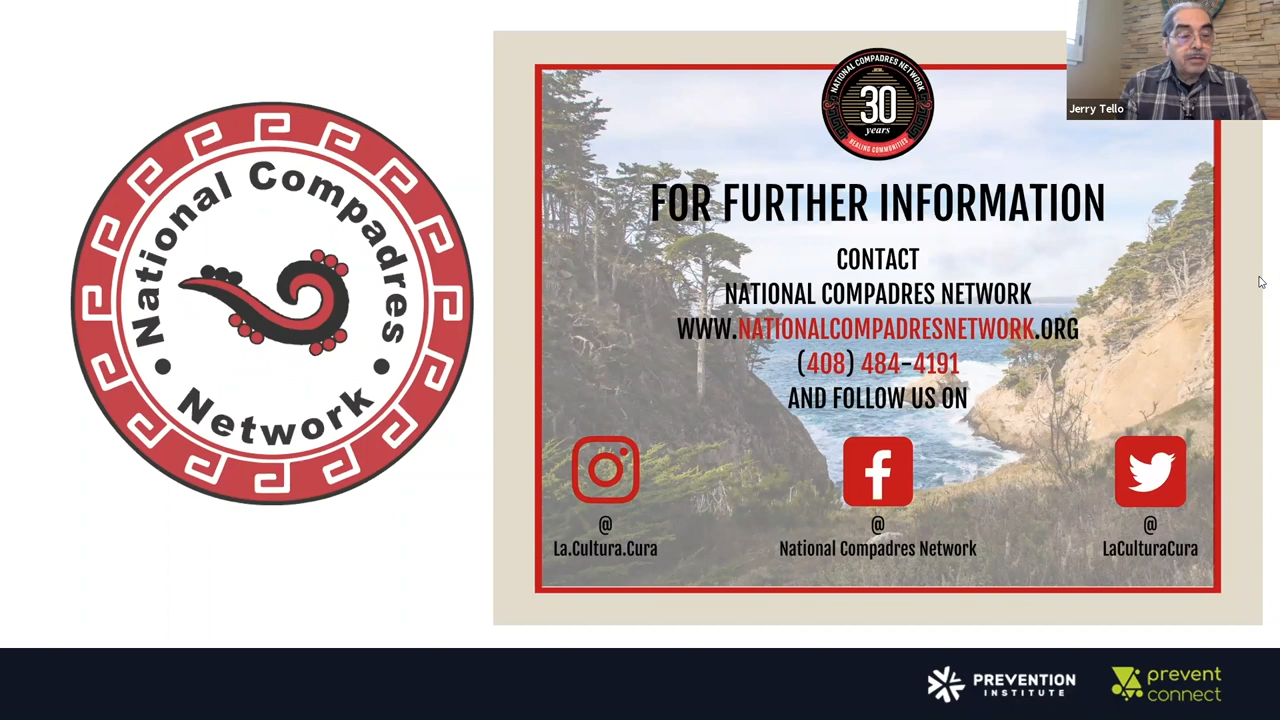 National Compadres
• Network •
NATIONAL COMPADRES NETWORK
30
years
HEALING COMMUNITIES
Jerry Tello
FOR FURTHER INFORMATION
CONTACT
NATIONAL COMPADRES NETWORK
WWW.NATIONALCOMPADRESNETWORK.ORG
(408) 484-4191
AND FOLLOW US ON
@
La.Cultura.Cura
@
National Compadres Network
@
LaCulturaCura
PREVENTION
INSTITUTE
prevent
connect